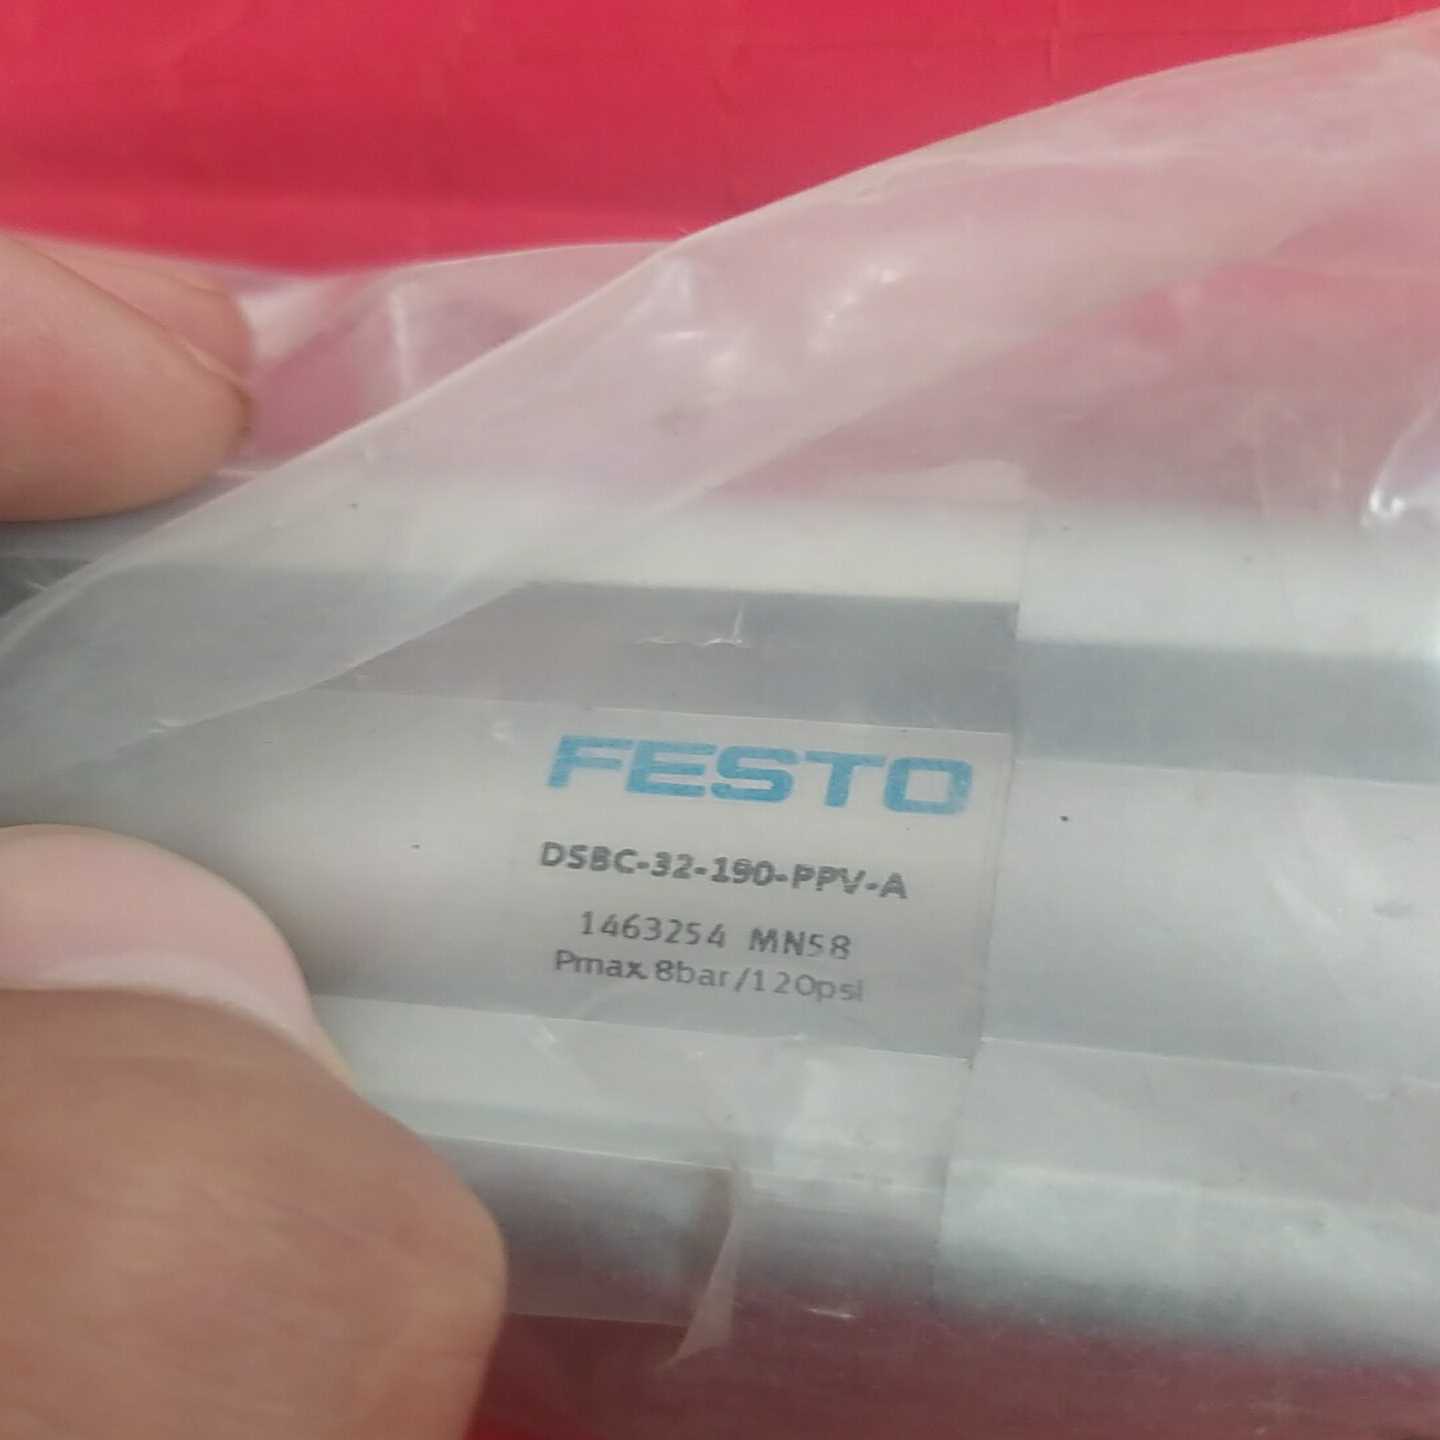 FESTO
DSBC-32-190-PPV-A
1463254 MN58
Pmax.8bar/120psi